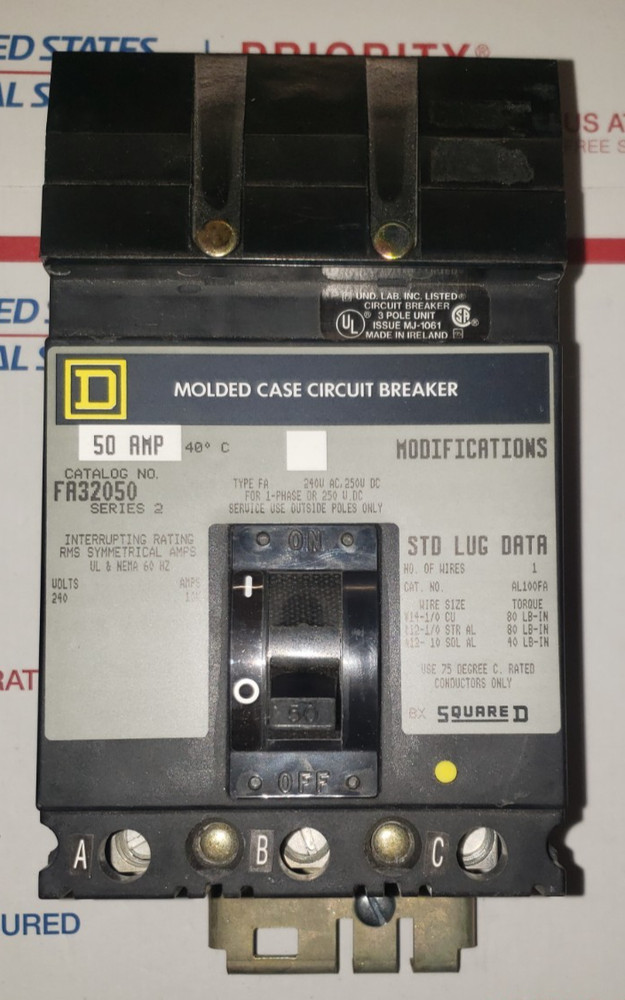 ED STATES
PRIORITY®
AL S
US A
FREE S
UND. LAB. INC. LISTED
CIRCUIT BREAKER
UL ® 3 POLE UNIT SA ®
ISSUE MJ-1061
MADE IN IRELAND
ED
AL S
D MOLDED CASE CIRCUIT BREAKER
50 AMP 40° C
MODIFICATIONS
CATALOG NO.
FA32050
SERIES 2
TYPE FA 240V AC,250V DC
FOR 1-PHASE OR 250 V.DC
SERVICE USE OUTSIDE POLES ONLY
INTERRUPTING RATING
RMS SYMMETRICAL AMPS
UL & NEMA 60 HZ
VOLTS AMPS
240
ON
OFF
50
STD LUG DATA
NO. OF WIRES 1
CAT. NO. AL100FA
WIRE SIZE TORQUE
14-1/0 CU 80 LB-IN
12-1/0 STR AL 80 LB-IN
12- 10 SOL AL 40 LB-IN
USE 75 DEGREE C. RATED
CONDUCTORS ONLY
BX SQUARE D
RAT
A B C
URED